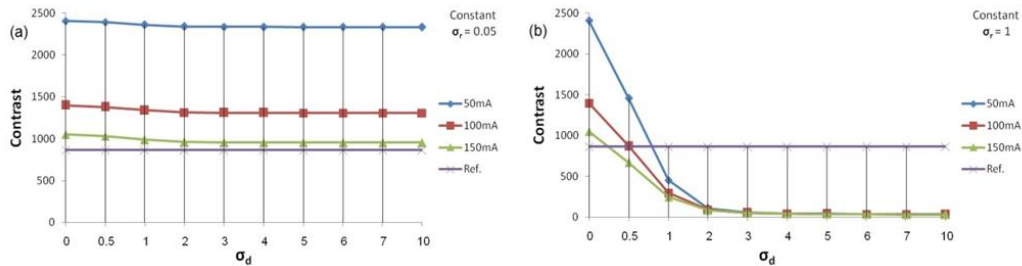 (a)
Constant
σr = 0.05
Contrast
2500
2000
1500
1000
500
0
0 0.5 1 2 3 4 5 6 7 10
σd
50mA
100mA
150mA
Ref.
(b)
Constant
σr = 1
Contrast
2500
2000
1500
1000
500
0
0 0.5 1 2 3 4 5 6 7 10
σd
50mA
100mA
150mA
Ref.